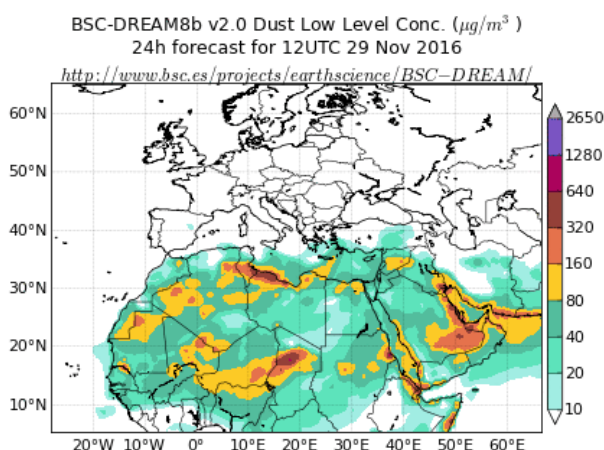 BSC-DREAM8b v2.0 Dust Low Level Conc. (μg/m³ )
24h forecast for 12UTC 29 Nov 2016
http://www.bsc.es/projects/earthscience/BSC−DREAM/
60°N
50°N
40°N
30°N
20°N
10°N
20°W 10°W 0° 10°E 20°E 30°E 40°E 50°E 60°E
2650
1280
640
320
160
80
40
20
10